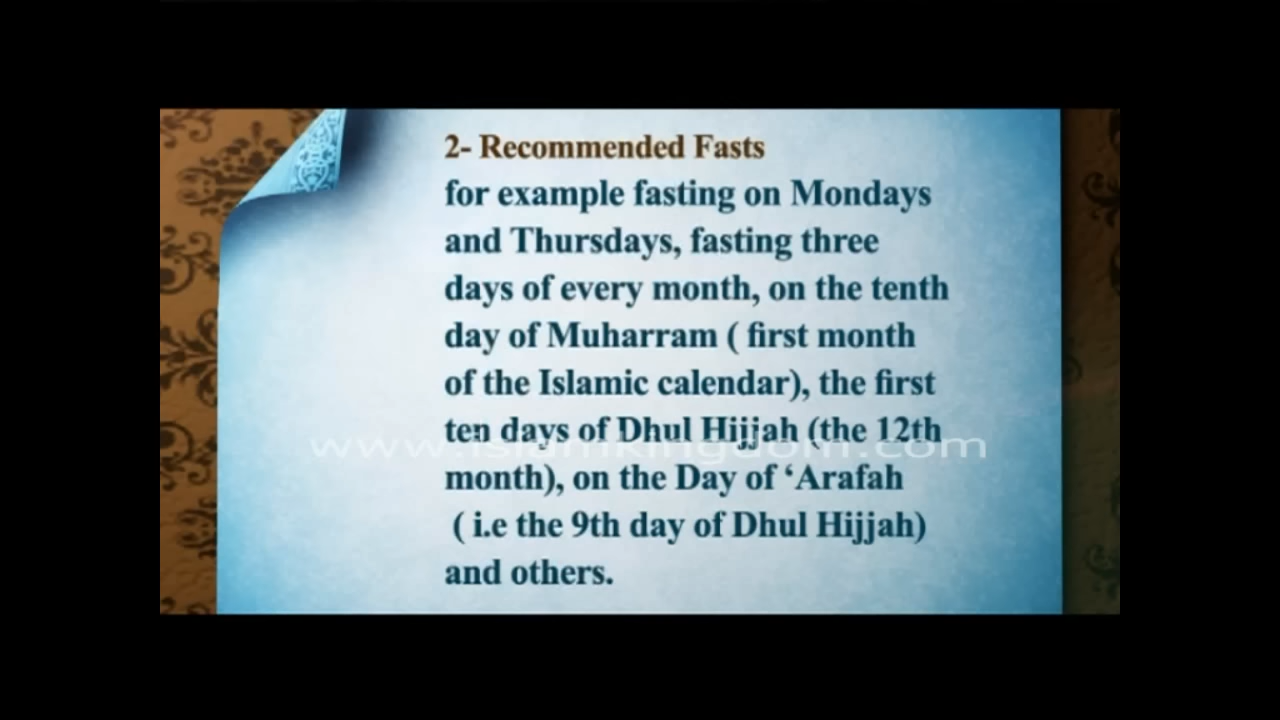 2- Recommended Fasts
for example fasting on Mondays
and Thursdays, fasting three
days of every month, on the tenth
day of Muharram ( first month
of the Islamic calendar), the first
ten days of Dhul Hijjah (the 12th
www.islamkingdom.com
month), on the Day of ‘Arafah
( i.e the 9th day of Dhul Hijjah)
and others.